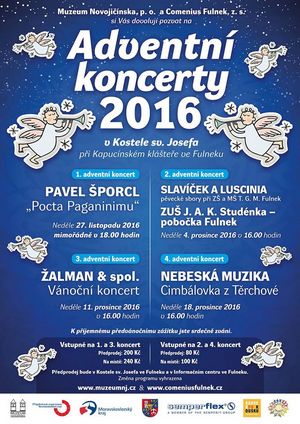 Muzeum Novojičínska, p. o. a Comenius Fulnek, z. s.
si Vás dovolují pozvat na
Adventní
koncerty
2016
v Kostele sv. Josefa
při Kapucínském klášteře ve Fulneku
1. adventní koncert
PAVEL ŠPORCL
„Pocta Paganinimu“
Neděle 27. listopadu 2016
mimořádně o 18.00 hodin
2. adventní koncert
SLAVÍČEK A LUSCINIA
pěvecké sbory při ZŠ a MŠ T. G. M. Fulnek
ZUŠ J. A. K. Studénka –
pobočka Fulnek
Neděle 4. prosince 2016 o 16.00 hodin
3. adventní koncert
ŽALMAN & spol.
Vánoční koncert
Neděle 11. prosince 2016
o 16.00 hodin
4. adventní koncert
NEBESKÁ MUZIKA
Cimbálovka z Těrchové
Neděle 18. prosince 2016
o 16.00 hodin
K příjemnému předvánočnímu zážitku jste srdečně zváni.
Vstupné na 1. a 3. koncert
Předprodej: 200 Kč
Na místě: 240 Kč
Vstupné na 2. a 4. koncert
Předprodej: 80 Kč
Na místě: 100 Kč
Předprodej bude v Kostele sv. Josefa ve Fulneku a v Informačním centru ve Fulneku.
Změna programu vyhrazena
www.muzeumnj.cz & www.comeniusfulnek.cz
Moravskoslezský
kraj
semperflex